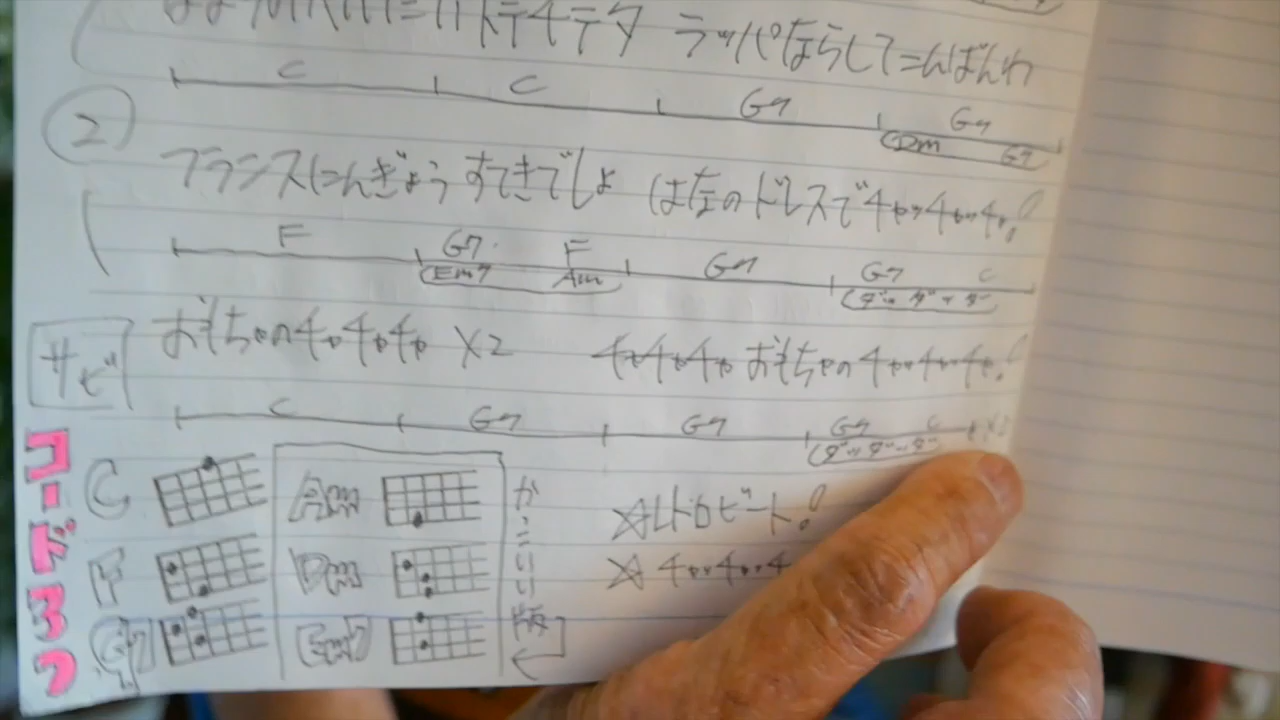 ラッパならしてこんばんわ
C C G7 G7
(Dm G7)
② フランスにんぎょう すてきでしょ はなのドレスでチャッチャッチャ!
F G7 F G7 G7 C
(Em7 Am) (ダッ ダッ ダ)
サビ おもちゃのチャチャチャ X2 チャチャチャ おもちゃのチャッチャッチャ!
C G7 G7 G7 C
(ダッ ダッ ダ)
コード3つ
C Am
F Dm
G7 Em7
かっこいい版
☆レトロビート!
☆チャッチャッチ